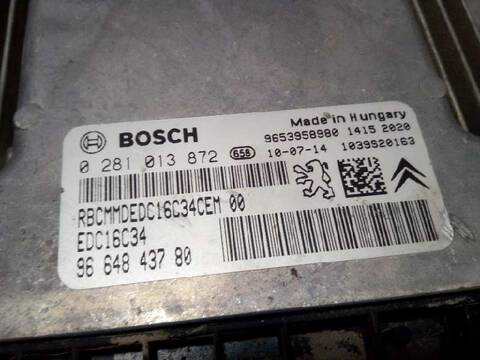 BOSCH
Made in Hungary
9653958980 1415 2020
0 281 013 872 658 10-07-14 1039S20163
RBCMMDEDC16C34CEM 00
EDC16C34
96 648 437 80